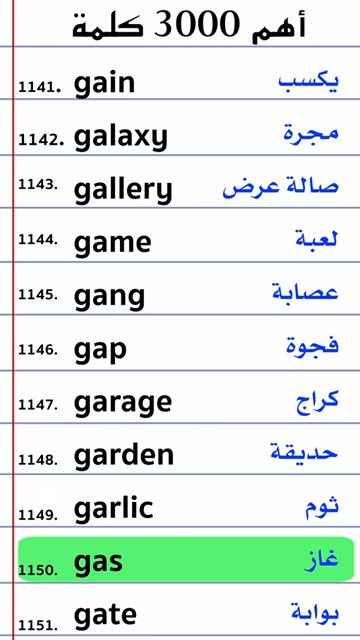 أهم 3000 كلمة
1141. gain يكسب
1142. galaxy مجرة
1143. gallery صالة عرض
1144. game لعبة
1145. gang عصابة
1146. gap فجوة
1147. garage كراج
1148. garden حديقة
1149. garlic ثوم
1150. gas غاز
1151. gate بوابة